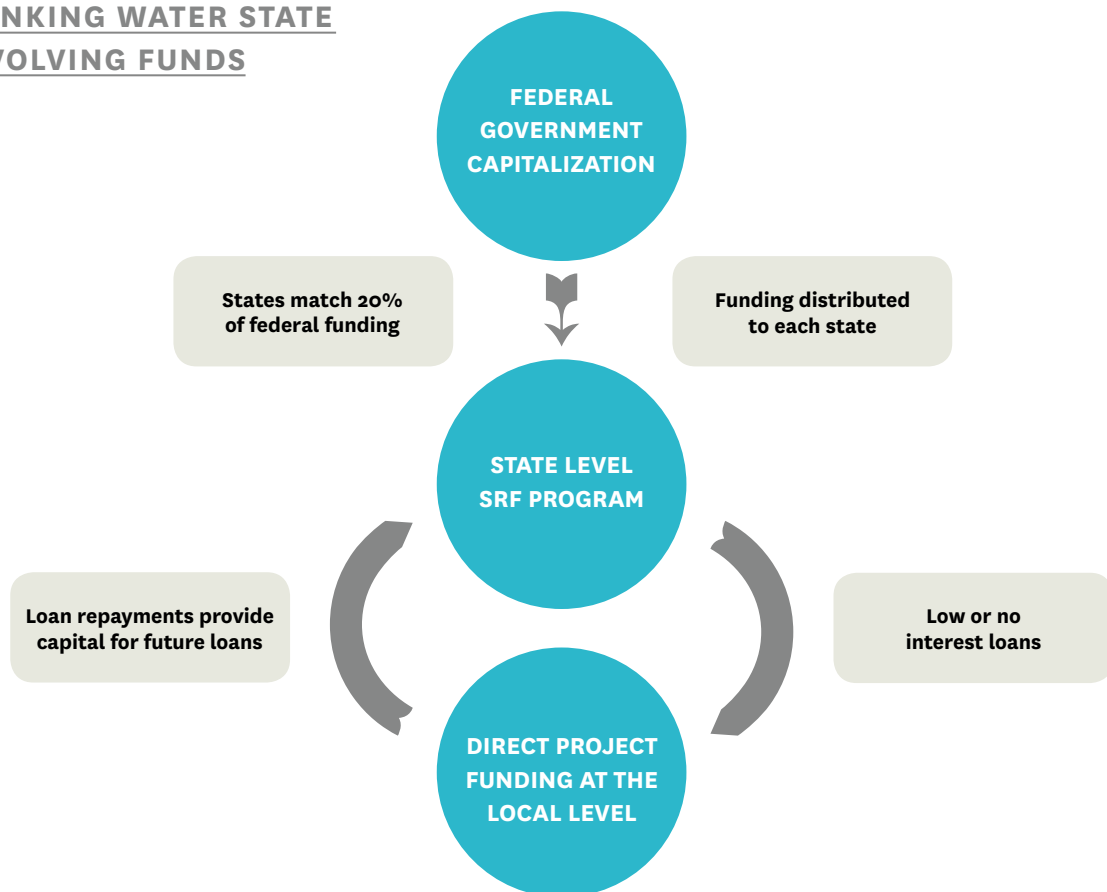 NKING WATER STATE
VOLVING FUNDS
FEDERAL
GOVERNMENT
CAPITALIZATION
States match 20%
of federal funding
Funding distributed
to each state
STATE LEVEL
SRF PROGRAM
Loan repayments provide
capital for future loans
Low or no
interest loans
DIRECT PROJECT
FUNDING AT THE
LOCAL LEVEL